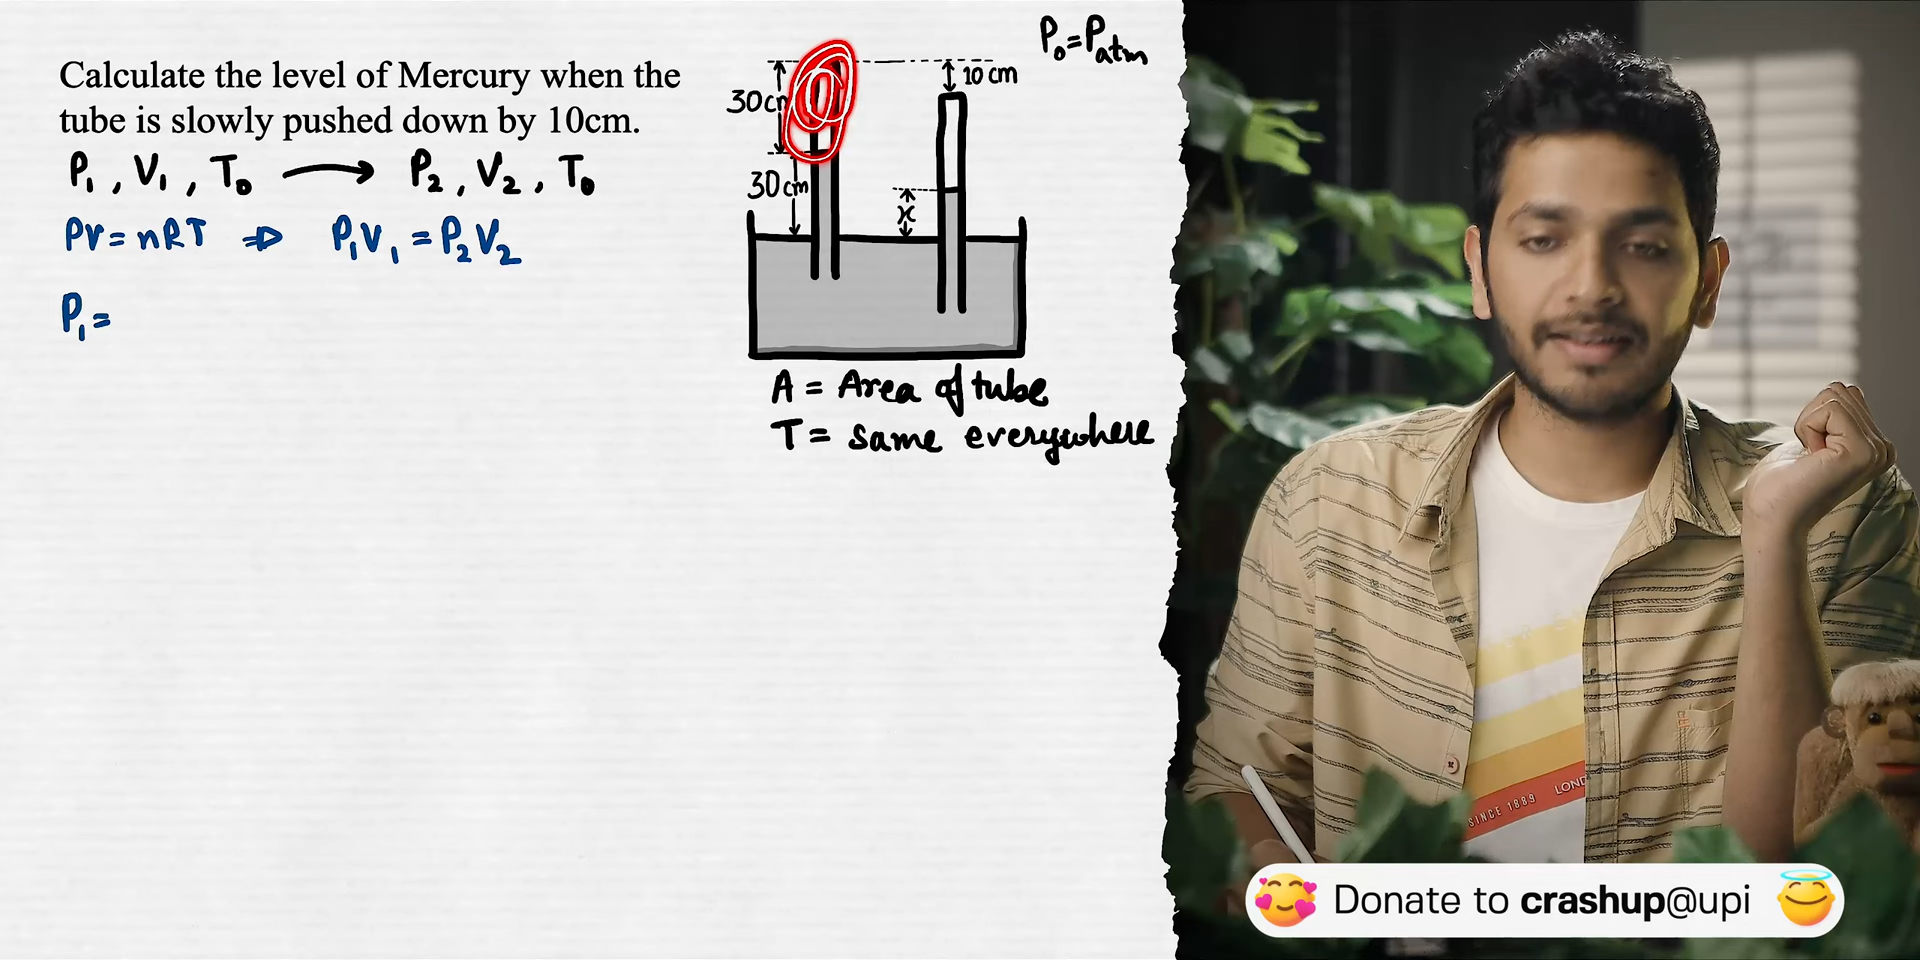 Calculate the level of Mercury when the
tube is slowly pushed down by 10cm.
P₁, V₁, T₀ ⟶ P₂, V₂, T₀
PV = nRT ⇒ P₁V₁ = P₂V₂
P₁ =
P₀ = Patm
10 cm
30cm
30cm
x
A = Area of tube
T = same everywhere
SINCE 1889 LOND
Donate to crashup@upi